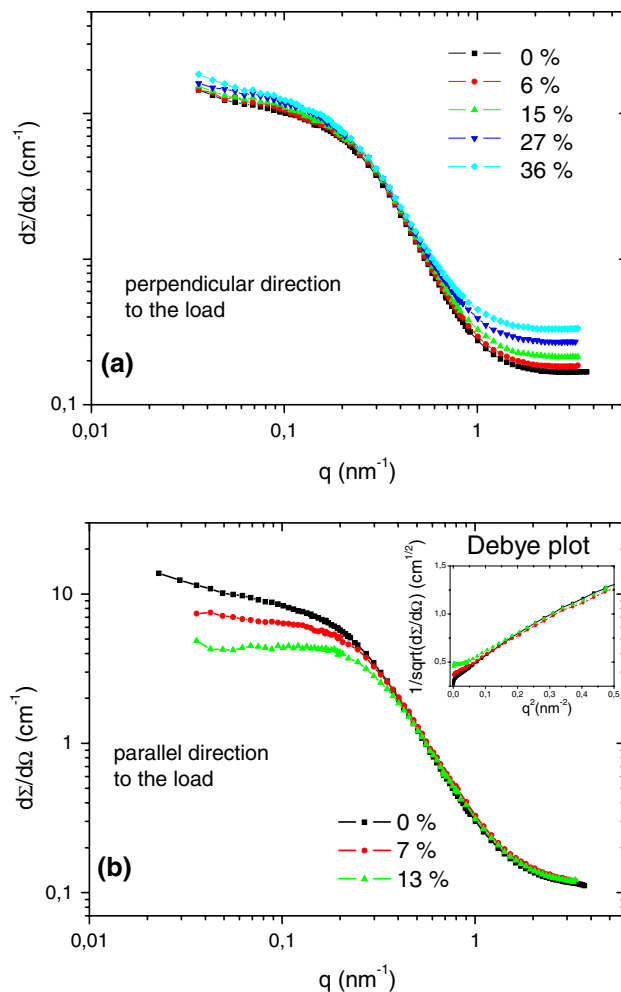 (a)
0 %
6 %
15 %
27 %
36 %
dΣ/dΩ (cm⁻¹)
perpendicular direction
to the load
0,1
0,01
0,1
1
q (nm⁻¹)
(b)
Debye plot
1/sqrt(dΣ/dΩ) (cm^1/2)
1,5
1,0
0,5
0,0
0,1
0,2
0,3
0,4
0,5
q²(nm⁻²)
10
1
0,1
dΣ/dΩ (cm⁻¹)
parallel direction
to the load
0 %
7 %
13 %
0,01
0,1
1
q (nm⁻¹)